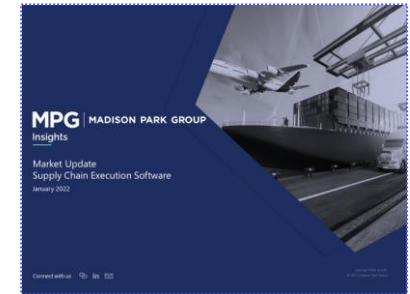 MPG | MADISON PARK GROUP
Insights
Market Update
Supply Chain Execution Software
January 2022
Connect with us